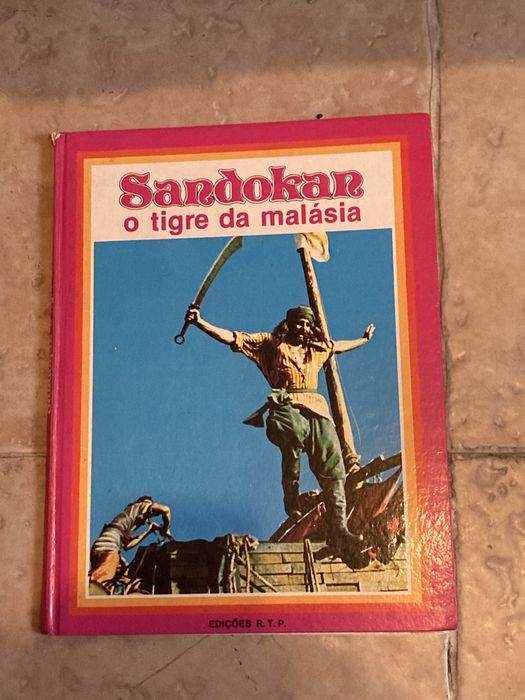 Sandokan
o tigre da malásia
EDIÇÕES R. T. P.